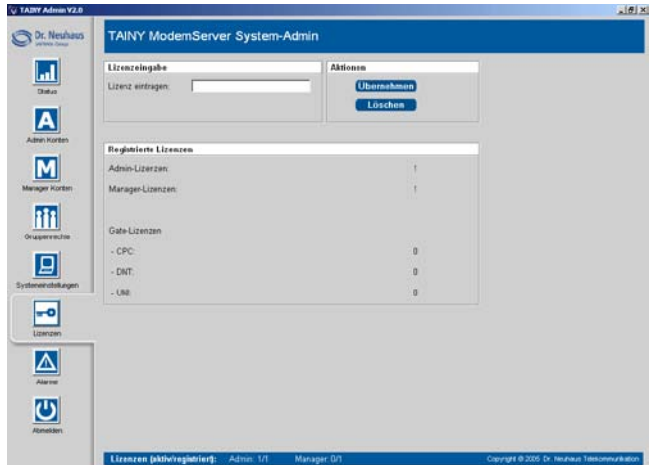 TAINY Admin V2.0
Dr. Neuhaus
TAINY ModemServer System-Admin
Status
Admin Konten
Manager Konten
Gruppenrechte
Systemeinstellungen
Lizenzen
Alarme
Abmelden
Lizenzeingabe
Lizenz eintragen:
Aktionen
Übernehmen
Löschen
Registrierte Lizenzen
Admin-Lizenzen: 1
Manager-Lizenzen: 1
Gate-Lizenzen
- CPC: 0
- DNT: 0
- UNI: 0
Lizenzen (aktiv/registriert): Admin: 1/1 Manager 0/1
Copyright © 2005 Dr. Neuhaus Telekommunikation